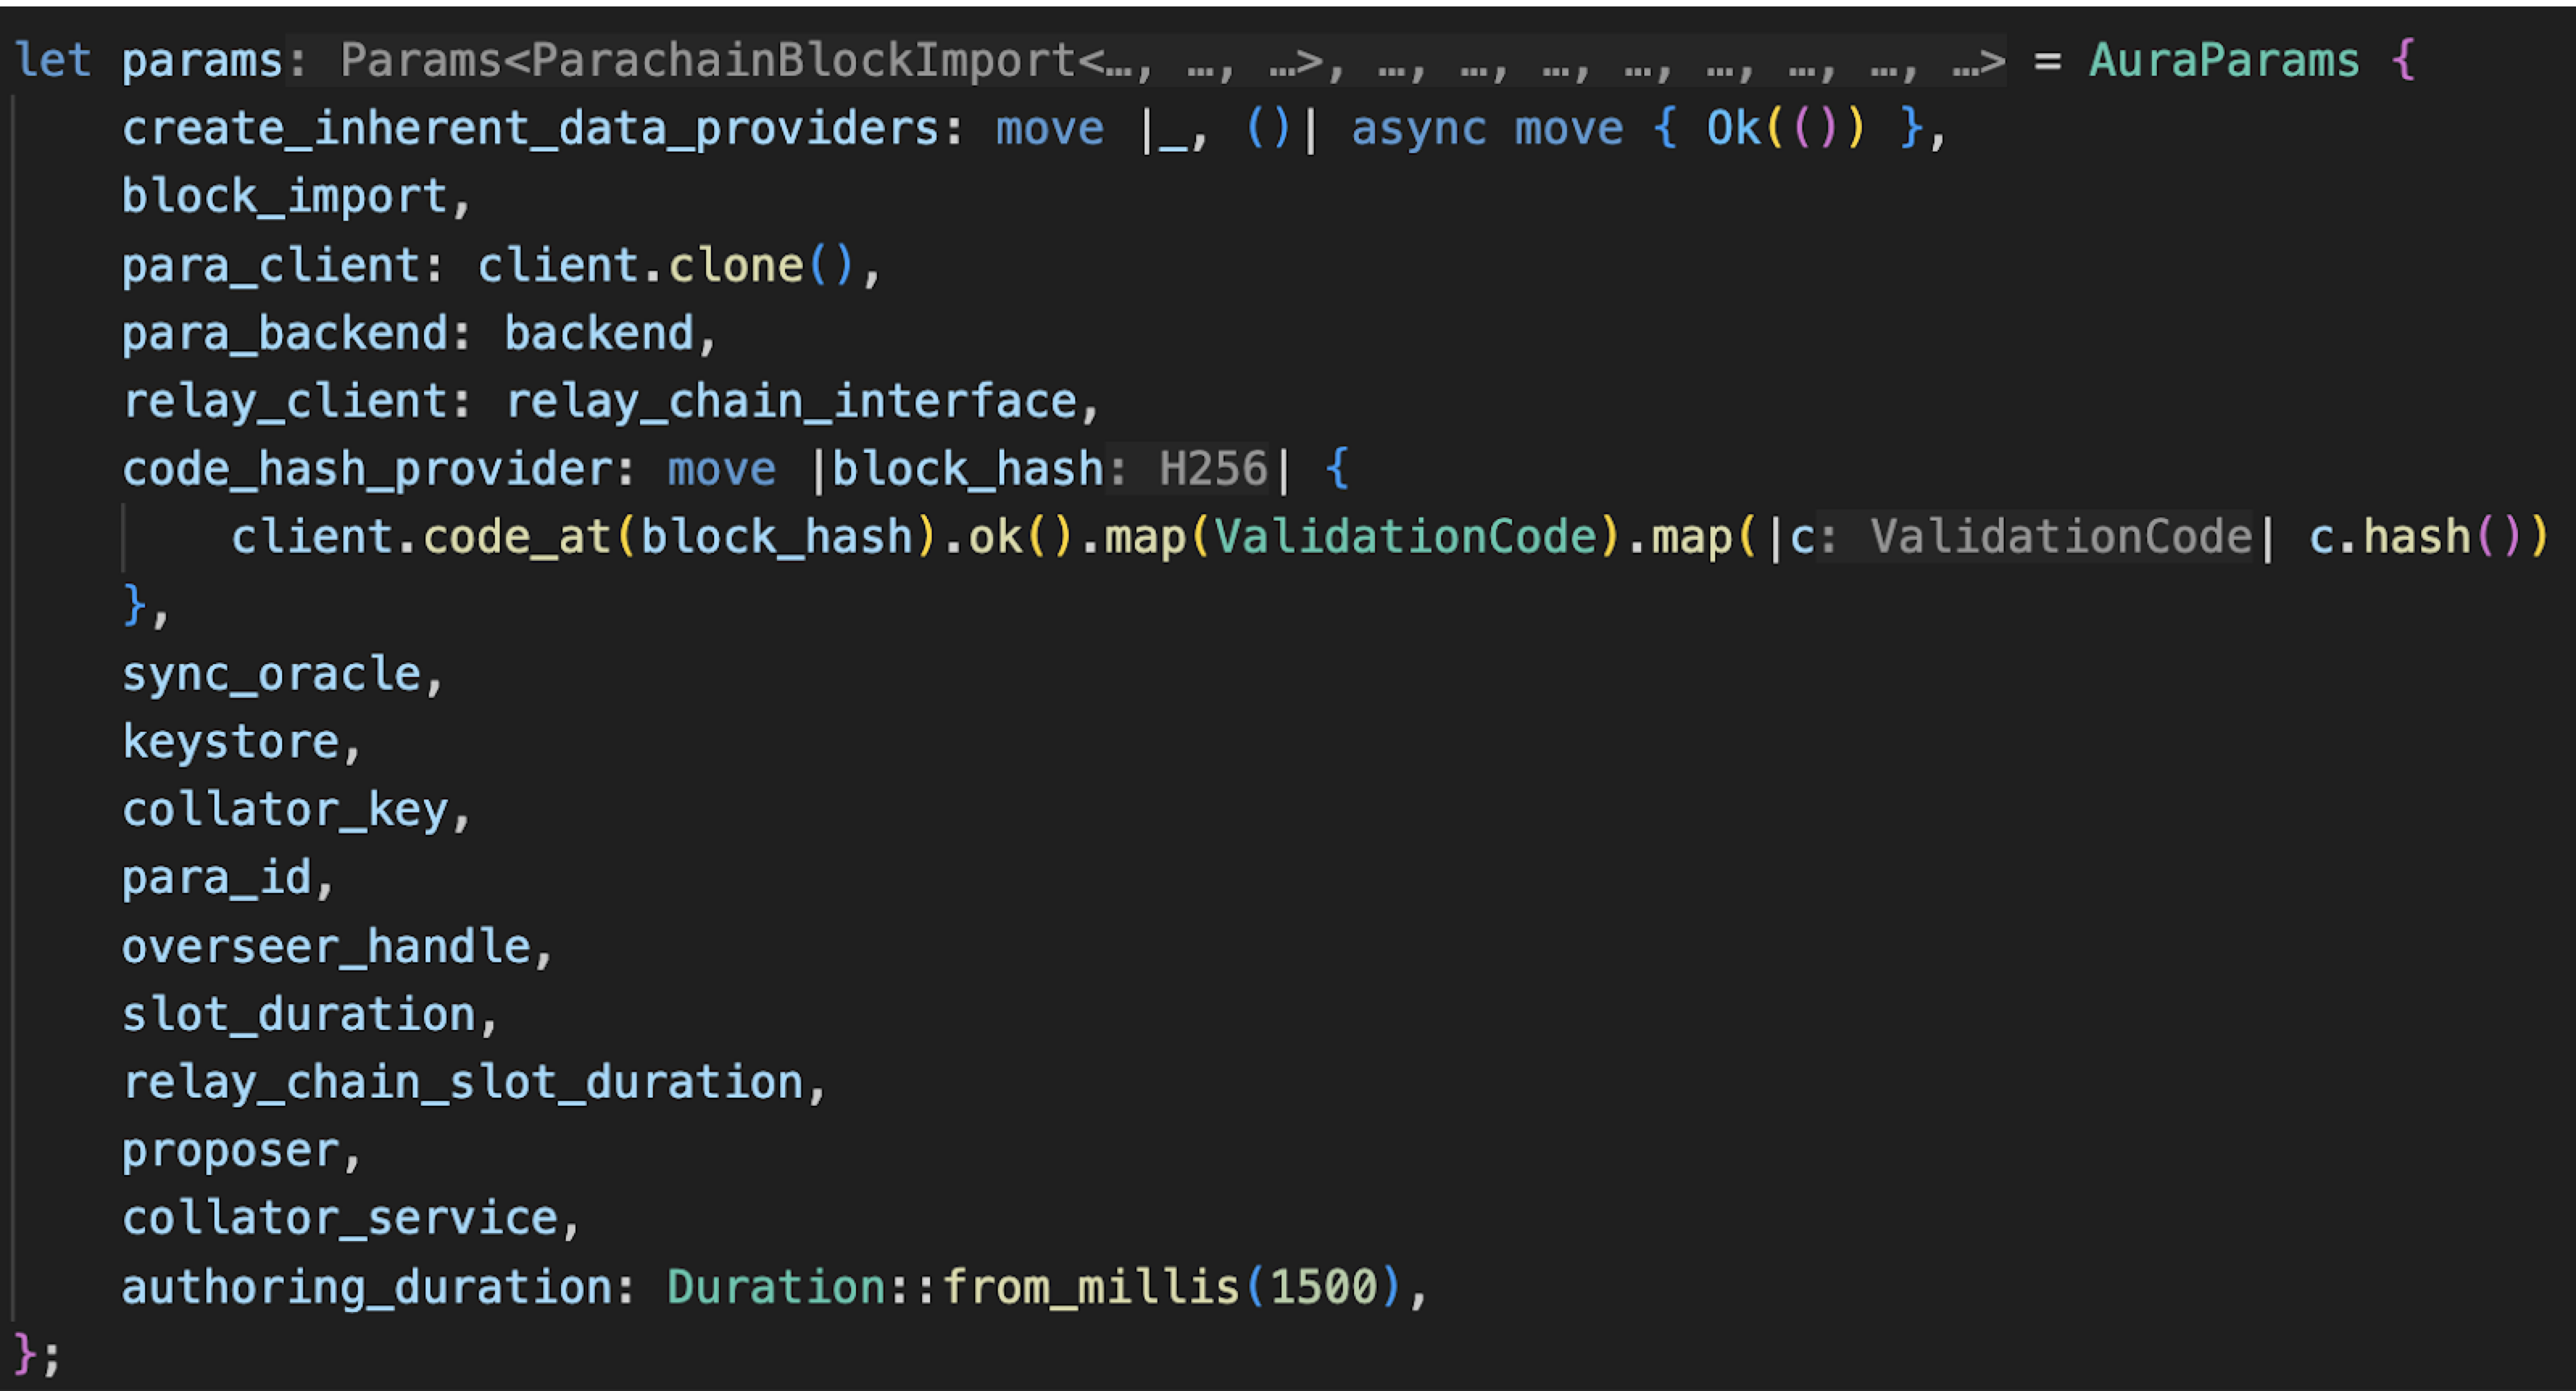 let params: Params<ParachainBlockImport<…, …, …>, …, …, …, …, …, …, …, …> = AuraParams {
    create_inherent_data_providers: move |_, ()| async move { Ok(()) },
    block_import,
    para_client: client.clone(),
    para_backend: backend,
    relay_client: relay_chain_interface,
    code_hash_provider: move |block_hash: H256| {
        client.code_at(block_hash).ok().map(ValidationCode).map(|c: ValidationCode| c.hash())
    },
    sync_oracle,
    keystore,
    collator_key,
    para_id,
    overseer_handle,
    slot_duration,
    relay_chain_slot_duration,
    proposer,
    collator_service,
    authoring_duration: Duration::from_millis(1500),
};